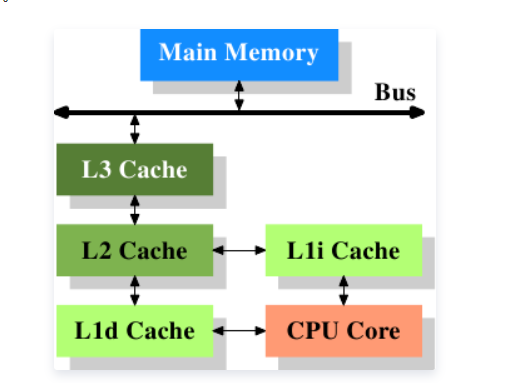 Main Memory
Bus
L3 Cache
L2 Cache
L1i Cache
L1d Cache
CPU Core